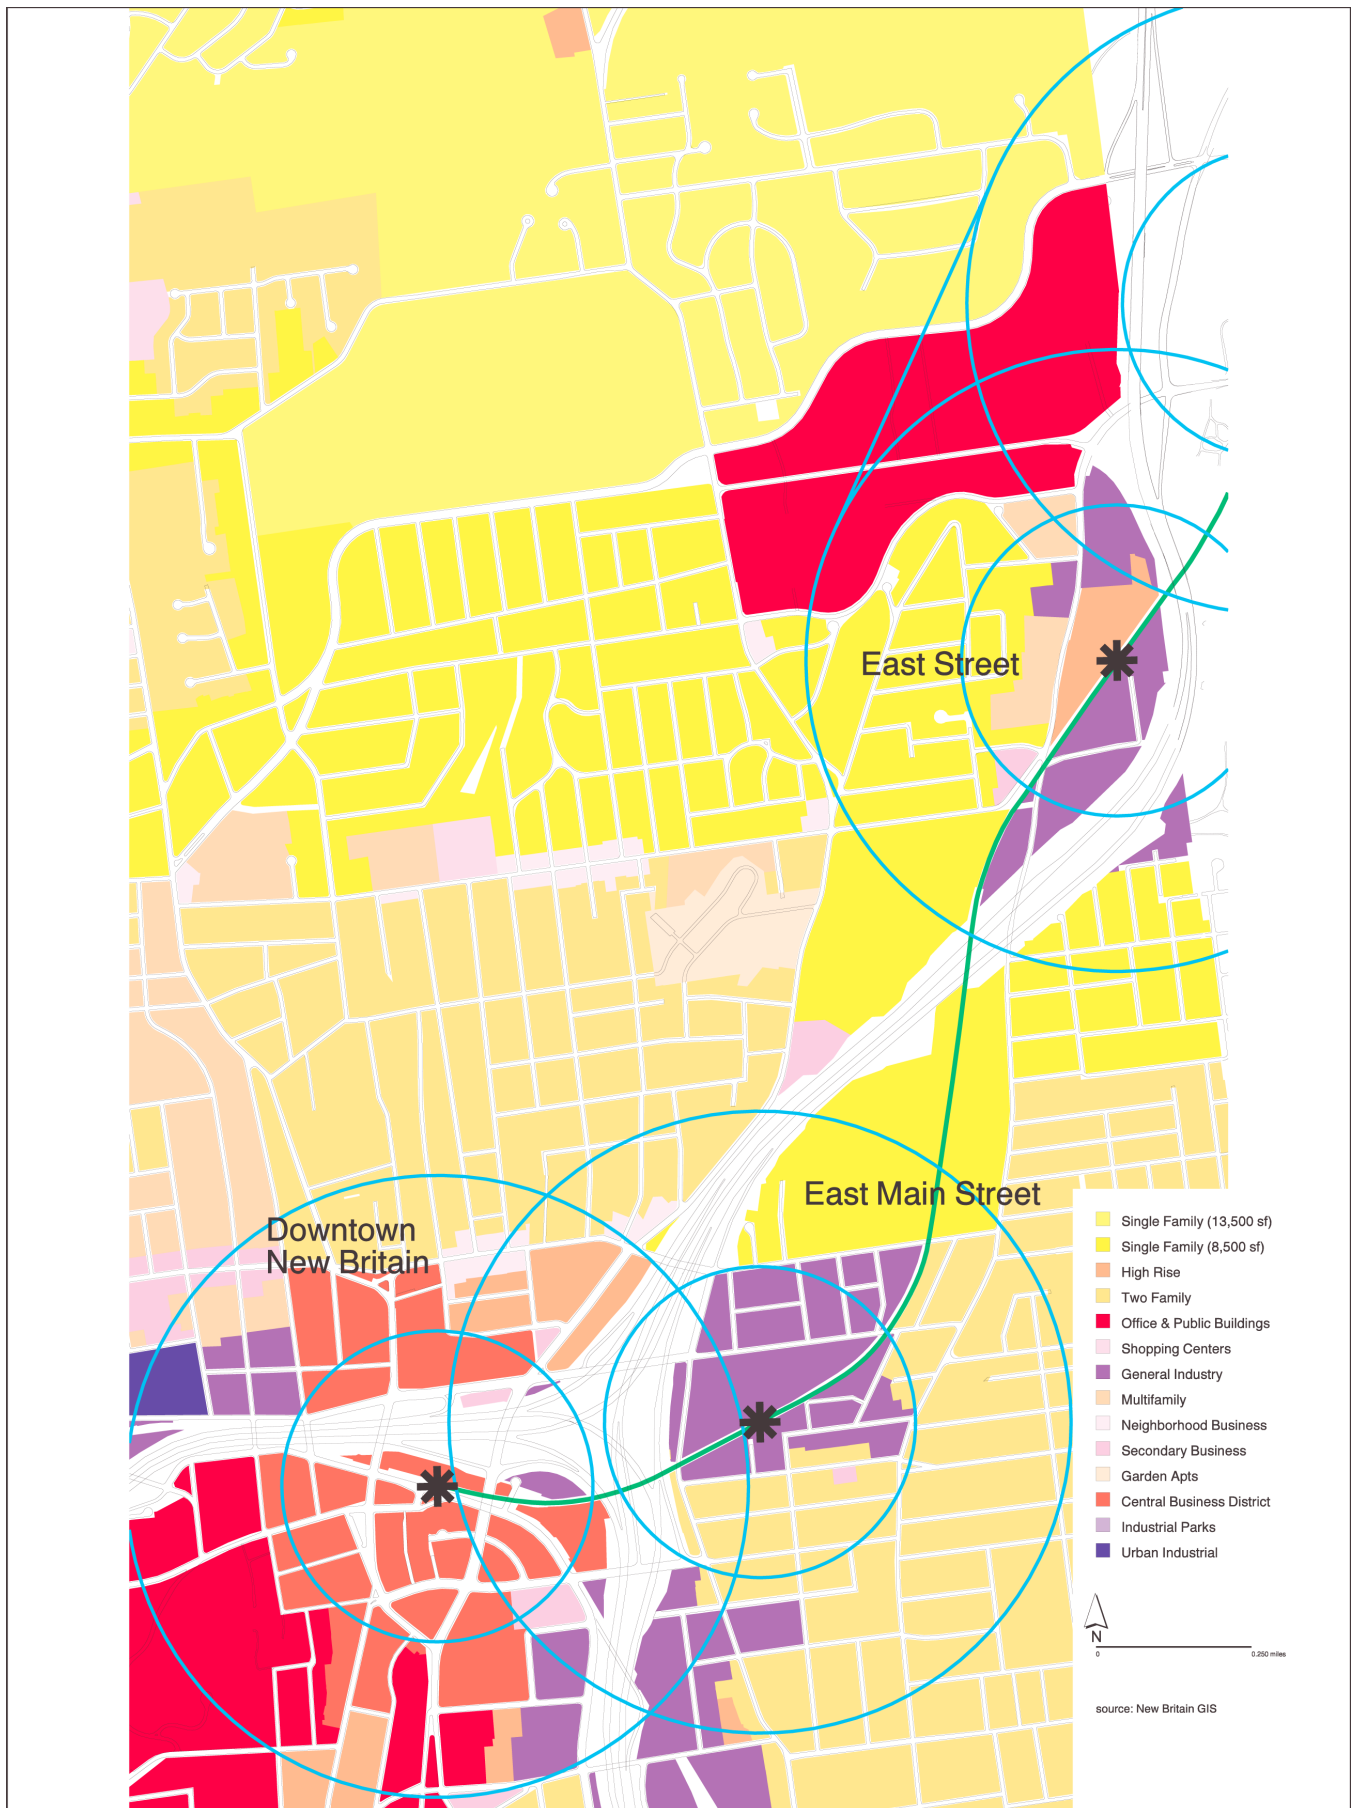 East Street
East Main Street
Downtown
New Britain
Single Family (13,500 sf)
Single Family (8,500 sf)
High Rise
Two Family
Office & Public Buildings
Shopping Centers
General Industry
Multifamily
Neighborhood Business
Secondary Business
Garden Apts
Central Business District
Industrial Parks
Urban Industrial
N
0 0.250 miles
source: New Britain GIS